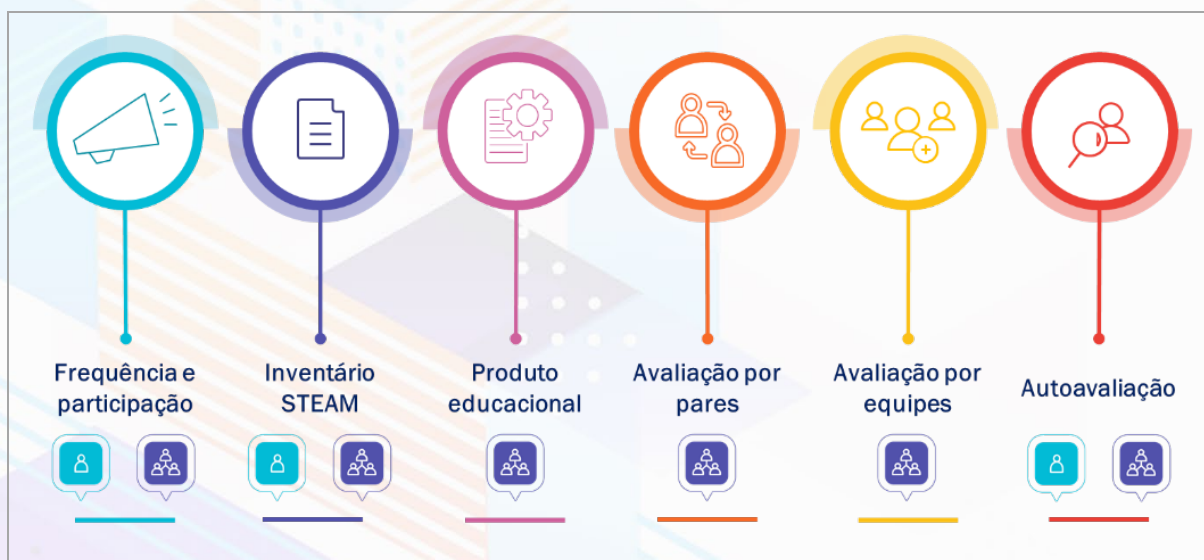 Frequência e
participação
Inventário
STEAM
Produto
educacional
Avaliação por
pares
Avaliação por
equipes
Autoavaliação